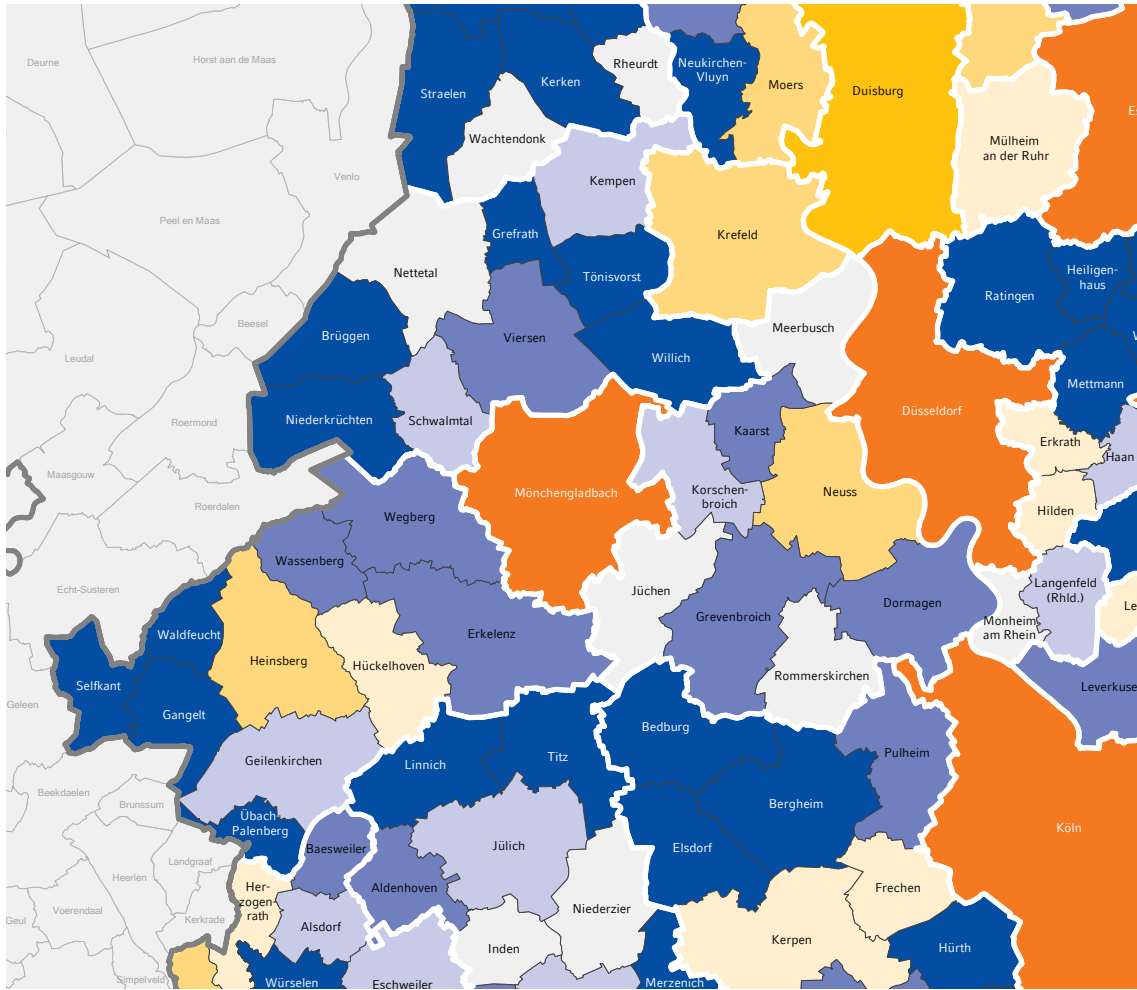 Deurne
Horst aan de Maas
Rheurdt
Neukirchen-
Vluyn
Kerken
Straelen
Moers
Duisburg
Wachtendonk
Mülheim
an der Ruhr
Venlo
Kempen
Peel en Maas
Grefrath
Krefeld
Nettetal
Tönisvorst
Heiligen-
haus
Ratingen
Beesel
Meerbusch
Brüggen
Viersen
Leudal
Willich
Mettmann
Düsseldorf
Niederkrüchten
Schwalmtal
Roermond
Kaarst
Erkrath
Haan
Maasgouw
Mönchengladbach
Korschen-
broich
Neuss
Roerdalen
Wegberg
Hilden
Wassenberg
Echt-Susteren
Langenfeld
(Rhld.)
Jüchen
Dormagen
Le
Grevenbroich
Monheim
am Rhein
Waldfeucht
Erkelenz
Heinsberg
Hückelhoven
Rommerskirchen
Selfkant
Leverkuse
Geleen
Gangelt
Bedburg
Pulheim
Geilenkirchen
Linnich
Titz
Beekdaelen
Brunssum
Bergheim
Übach-
Palenberg
Köln
Baesweiler
Jülich
Elsdorf
Landgraaf
Heerlen
Aldenhoven
Her-
zogen-
rath
Frechen
Voerendaal
Geul
Kerkrade
Alsdorf
Niederzier
Inden
Kerpen
Hürth
Simpelveld
Würselen
Eschweiler
Merzenich